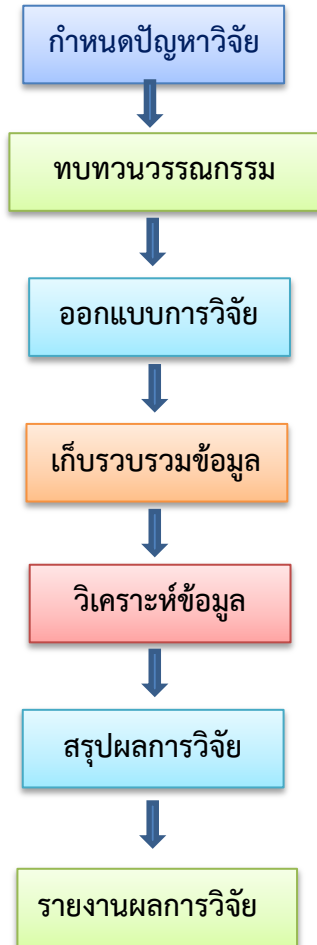 กำหนดปัญหาวิจัย
ทบทวนวรรณกรรม
ออกแบบการวิจัย
เก็บรวบรวมข้อมูล
วิเคราะห์ข้อมูล
สรุปผลการวิจัย
รายงานผลการวิจัย